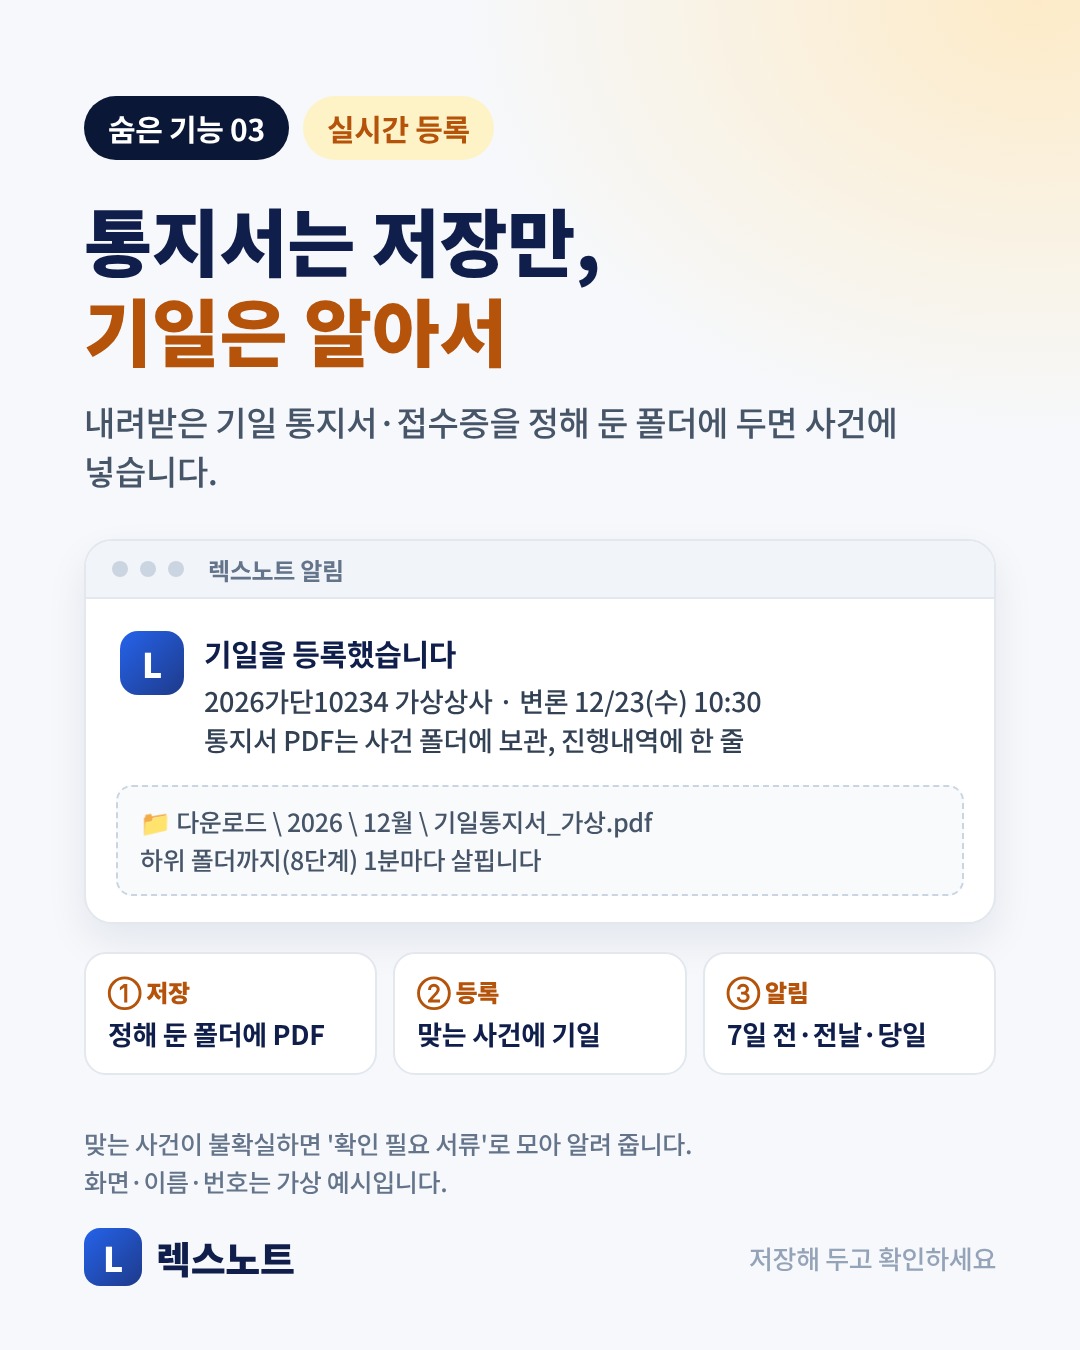 숨은 기능 03
실시간 등록
통지서는 저장만,
기일은 알아서
내려받은 기일 통지서·접수증을 정해 둔 폴더에 두면 사건에
넣습니다.
렉스노트 알림
L
기일을 등록했습니다
2026가단10234 가상상사 · 변론 12/23(수) 10:30
통지서 PDF는 사건 폴더에 보관, 진행내역에 한 줄
📁 다운로드 \ 2026 \ 12월 \ 기일통지서_가상.pdf
하위 폴더까지(8단계) 1분마다 살핍니다
① 저장
정해 둔 폴더에 PDF
② 등록
맞는 사건에 기일
③ 알림
7일 전·전날·당일
맞는 사건이 불확실하면 '확인 필요 서류'로 모아 알려 줍니다.
화면·이름·번호는 가상 예시입니다.
L 렉스노트
저장해 두고 확인하세요